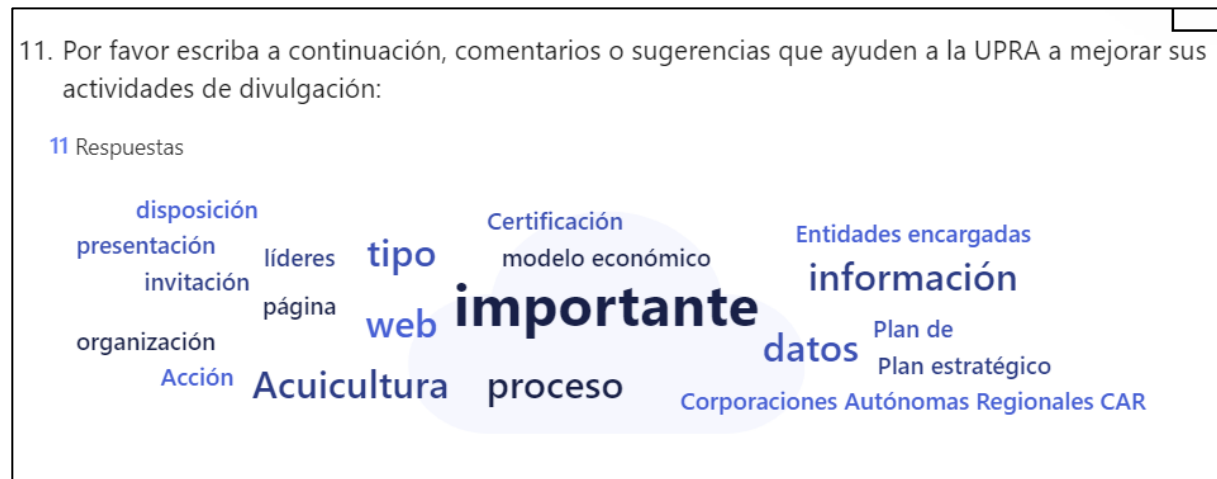 11. Por favor escriba a continuación, comentarios o sugerencias que ayuden a la UPRA a mejorar sus
actividades de divulgación:
11 Respuestas
disposición
presentación
invitación
líderes
página
tipo
web
organización
Acción
Acuicultura
Certificación
modelo económico
importante
proceso
Entidades encargadas
información
datos
Plan de
Plan estratégico
Corporaciones Autónomas Regionales CAR